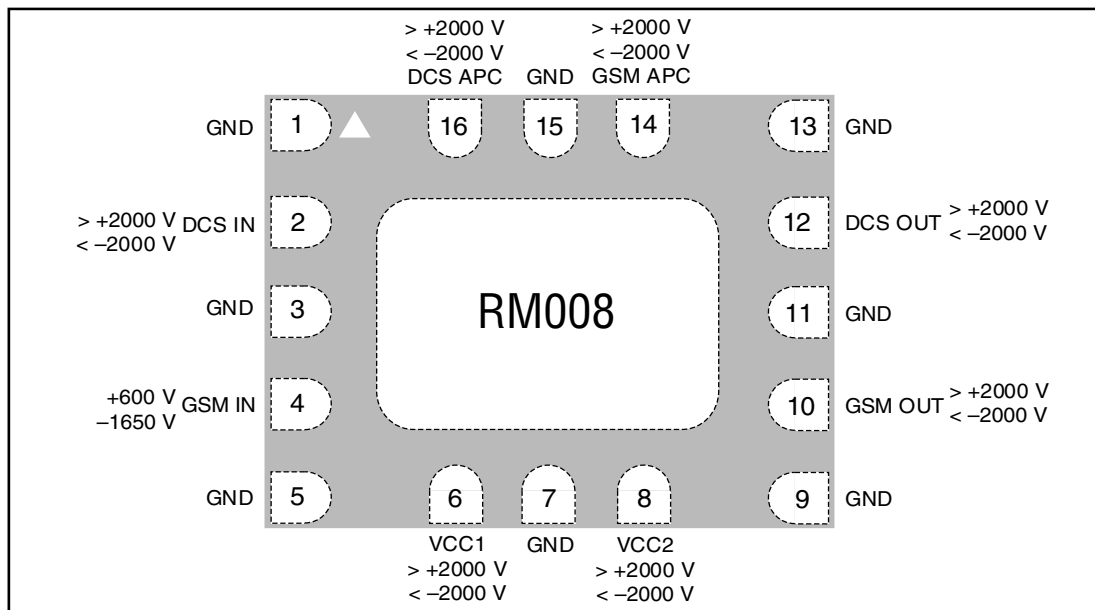 > +2000 V
< –2000 V
DCS APC
GND
> +2000 V
< –2000 V
GSM APC
GND 1
16
15
14
13 GND
> +2000 V
< –2000 V
DCS IN 2
12 DCS OUT
> +2000 V
< –2000 V
GND 3
RM008
11 GND
+600 V
–1650 V
GSM IN 4
10 GSM OUT
> +2000 V
< –2000 V
GND 5
6
7
8
9 GND
VCC1
> +2000 V
< –2000 V
GND
VCC2
> +2000 V
< –2000 V